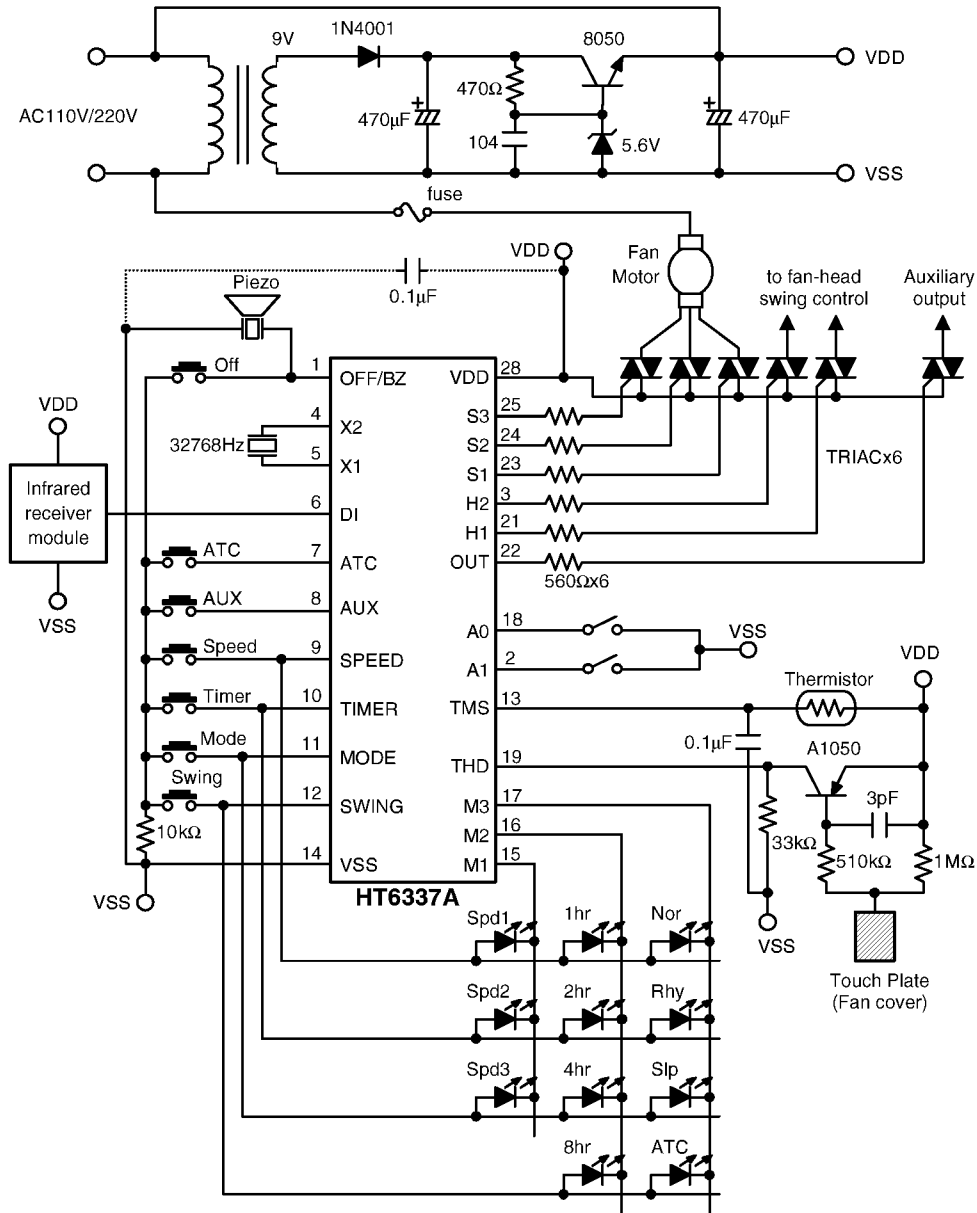 1N4001
8050
9V
VDD
AC110V/220V
470Ω
470μF
104
5.6V
470μF
VSS
fuse
VDD
Fan
Motor
Piezo
0.1μF
to fan-head
swing control
Auxiliary
output
Off
1
OFF/BZ
VDD
28
VDD
4
X2
S3
25
32768Hz
S2
24
5
X1
S1
23
TRIACx6
Infrared
receiver
module
6
DI
H2
3
H1
21
ATC
7
ATC
OUT
22
560Ωx6
VSS
AUX
8
AUX
A0
18
VSS
Speed
9
SPEED
A1
2
VDD
Timer
10
TIMER
TMS
13
Thermistor
0.1μF
A1050
Mode
11
MODE
THD
19
Swing
12
SWING
M3
17
3pF
10kΩ
M2
16
33kΩ
510kΩ
1MΩ
14
VSS
M1
15
VSS
HT6337A
Spd1
1hr
Nor
VSS
Touch Plate
(Fan cover)
Spd2
2hr
Rhy
Spd3
4hr
Slp
8hr
ATC